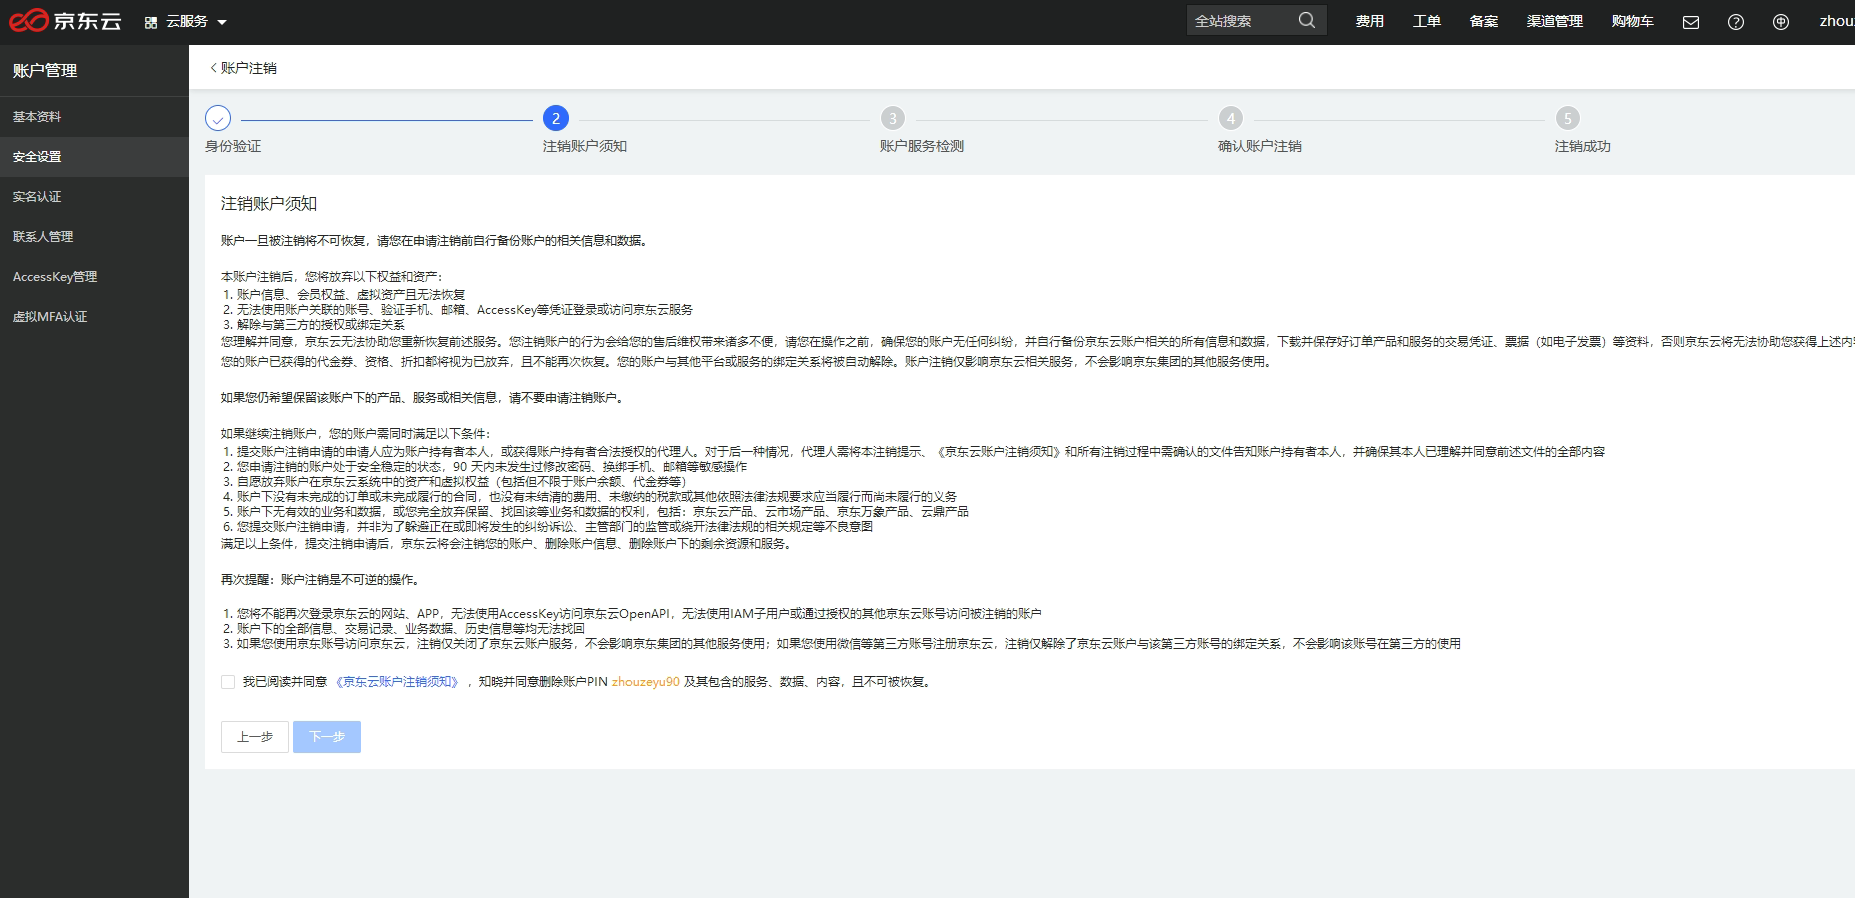 京东云
云服务
全站搜索
费用
工单
备案
渠道管理
购物车
zhou
账户管理
基本资料
安全设置
实名认证
联系人管理
AccessKey管理
虚拟MFA认证
账户注销
身份验证
2
注销账户须知
3
账户服务检测
4
确认账户注销
5
注销成功
注销账户须知
账户一旦被注销将不可恢复，请您在申请注销前自行备份账户的相关信息和数据。
本账户注销后，您将放弃以下权益和资产：
1. 账户信息、会员权益、虚拟资产且无法恢复
2. 无法使用账户关联的账号、验证手机、邮箱、AccessKey等凭证登录或访问京东云服务
3. 解除与第三方的授权或绑定关系
您理解并同意，京东云无法协助您重新恢复前述服务。您注销账户的行为会给您的售后维权带来诸多不便，请您在操作之前，确保您的账户无任何纠纷，并自行备份京东云账户相关的所有信息和数据，下载并保存好订单产品和服务的交易凭证、票据（如电子发票）等资料，否则京东云将无法协助您获得上述内
您的账户已获得的代金券、资格、折扣都将视为已放弃，且不能再次恢复。您的账户与其他平台或服务的绑定关系将被自动解除。账户注销仅影响京东云相关服务，不会影响京东集团的其他服务使用。
如果您仍希望保留该账户下的产品、服务或相关信息，请不要申请注销账户。
如果继续注销账户，您的账户需同时满足以下条件：
1. 提交账户注销申请的申请人应为账户持有者本人，或获得账户持有者合法授权的代理人。对于后一种情况，代理人需将本注销提示、《京东云账户注销须知》和所有注销过程中需确认的文件告知账户持有者本人，并确保其本人已理解并同意前述文件的全部内容
2. 您申请注销的账户处于安全稳定的状态，90 天内未发生过修改密码、换绑手机、邮箱等敏感操作
3. 自愿放弃账户在京东云系统中的资产和虚拟权益（包括但不限于账户余额、代金券等）
4. 账户下没有未完成的订单或未完成履行的合同，也没有未结清的费用、未缴纳的税款或其他依照法律法规要求应当履行而尚未履行的义务
5. 账户下无有效的业务和数据，或您完全放弃保留、找回该等业务和数据的权利，包括：京东云产品、云市场产品、京东万象产品、云鼎产品
6. 您提交账户注销申请，并非为了躲避正在或即将发生的纠纷诉讼、主管部门的监管或绕开法律法规的相关规定等不良意图
满足以上条件，提交注销申请后，京东云将会注销您的账户、删除账户信息、删除账户下的剩余资源和服务。
再次提醒：账户注销是不可逆的操作。
1. 您将不能再次登录京东云的网站、APP，无法使用AccessKey访问京东云OpenAPI，无法使用IAM子用户或通过授权的其他京东云账号访问被注销的账户
2. 账户下的全部信息、交易记录、业务数据、历史信息等均无法找回
3. 如果您使用京东账号访问京东云，注销仅关闭了京东云账户服务，不会影响京东集团的其他服务使用；如果您使用微信等第三方账号注册京东云，注销仅解除了京东云账户与该第三方账号的绑定关系，不会影响该账号在第三方的使用
我已阅读并同意 《京东云账户注销须知》 ，知晓并同意删除账户PIN zhouzeyu90 及其包含的服务、数据、内容，且不可被恢复。
上一步
下一步